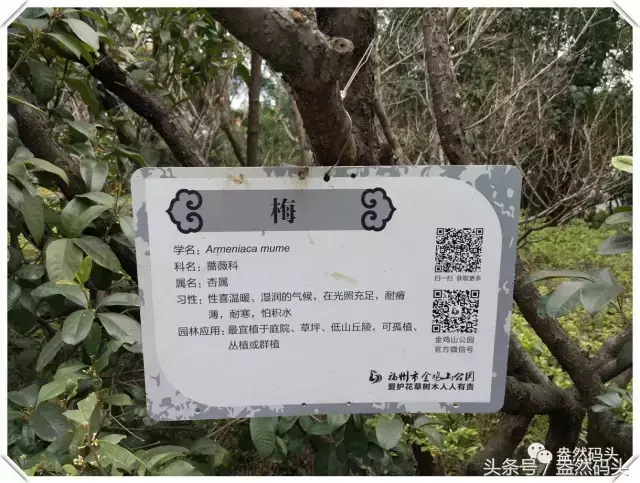 梅
学名: Armeniaca mume
科名: 蔷薇科
属名: 杏属
习性: 性喜温暖、湿润的气候，在光照充足，耐瘠
薄，耐寒，怕积水
园林应用: 最宜植于庭院、草坪、低山丘陵，可孤植、
丛植或群植
扫一扫 获取更多
金鸡山公园
官方微信号
福州市金鸡山公园
爱护花草树木人人有责
盎然码头
头条号 / 盎然码头